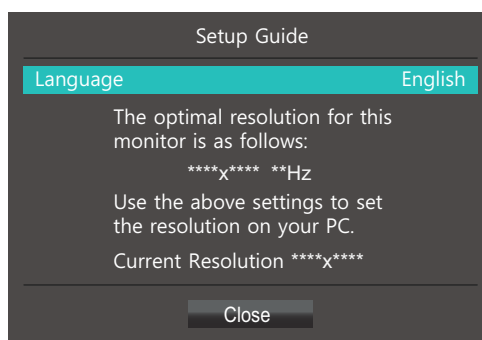 Setup Guide
Language English
The optimal resolution for this
monitor is as follows:
****x**** **Hz
Use the above settings to set
the resolution on your PC.
Current Resolution ****x****
Close